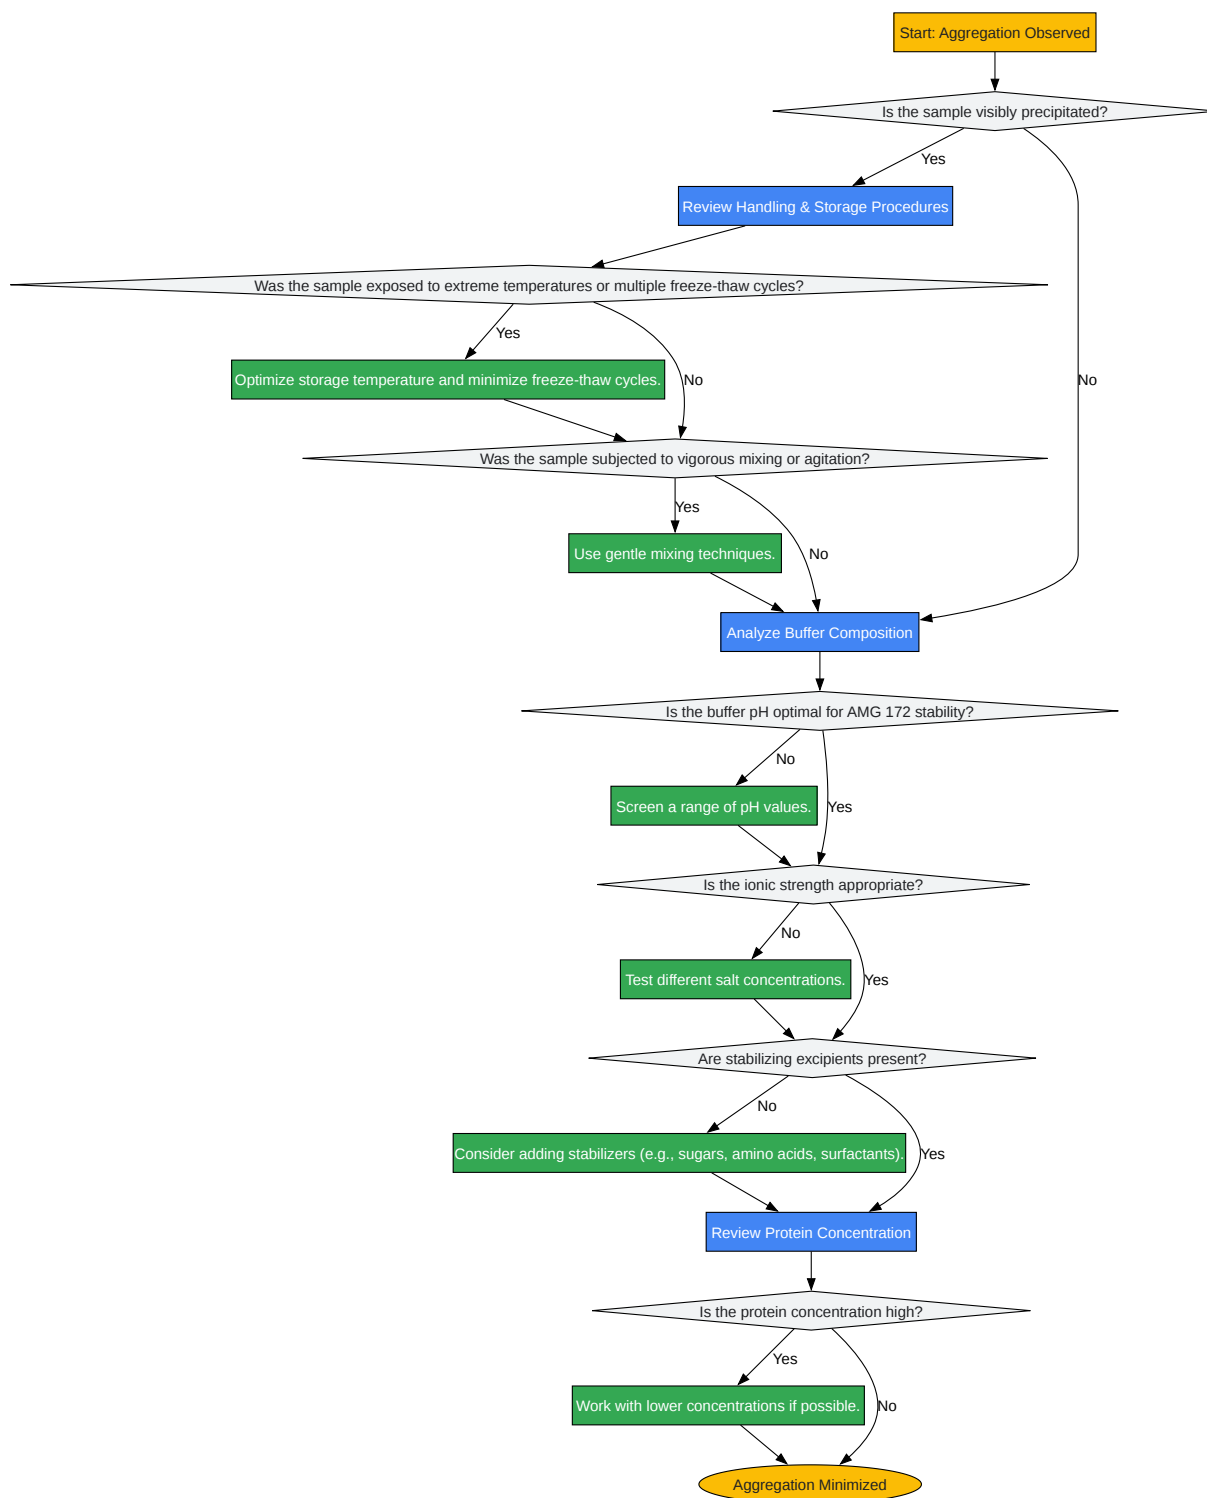 Start: Aggregation Observed
Is the sample visibly precipitated?
Yes
Review Handling & Storage Procedures
Was the sample exposed to extreme temperatures or multiple freeze-thaw cycles?
Yes
Optimize storage temperature and minimize freeze-thaw cycles.
No
No
Was the sample subjected to vigorous mixing or agitation?
Yes
Use gentle mixing techniques.
No
Analyze Buffer Composition
Is the buffer pH optimal for AMG 172 stability?
No
Screen a range of pH values.
Yes
Is the ionic strength appropriate?
No
Test different salt concentrations.
Yes
Are stabilizing excipients present?
No
Consider adding stabilizers (e.g., sugars, amino acids, surfactants).
Yes
Review Protein Concentration
Is the protein concentration high?
Yes
Work with lower concentrations if possible.
No
Aggregation Minimized